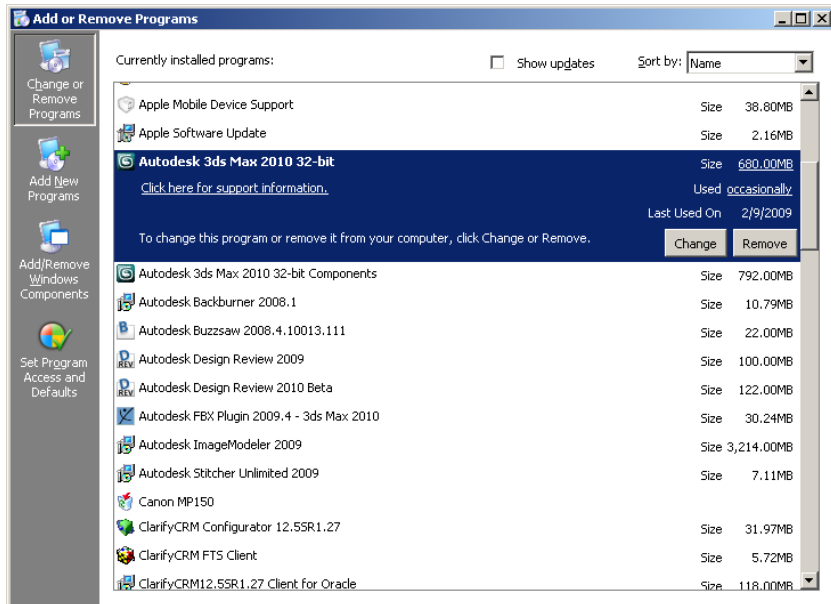 Add or Remove Programs
Change or
Remove
Programs
Add New
Programs
Add/Remove
Windows
Components
Set Program
Access and
Defaults
Currently installed programs:
Show updates
Sort by: Name
Apple Mobile Device Support Size 38.80MB
Apple Software Update Size 2.16MB
Autodesk 3ds Max 2010 32-bit Size 680.00MB
Click here for support information. Used occasionally
Last Used On 2/9/2009
To change this program or remove it from your computer, click Change or Remove. Change Remove
Autodesk 3ds Max 2010 32-bit Components Size 792.00MB
Autodesk Backburner 2008.1 Size 10.79MB
Autodesk Buzzsaw 2008.4.10013.111 Size 22.00MB
Autodesk Design Review 2009 Size 100.00MB
Autodesk Design Review 2010 Beta Size 122.00MB
Autodesk FBX Plugin 2009.4 - 3ds Max 2010 Size 30.24MB
Autodesk ImageModeler 2009 Size 3,214.00MB
Autodesk Stitcher Unlimited 2009 Size 7.11MB
Canon MP150
ClarifyCRM Configurator 12.5SR1.27 Size 31.97MB
ClarifyCRM FTS Client Size 5.72MB
ClarifyCRM12.5SR1.27 Client for Oracle Size 118.00MB